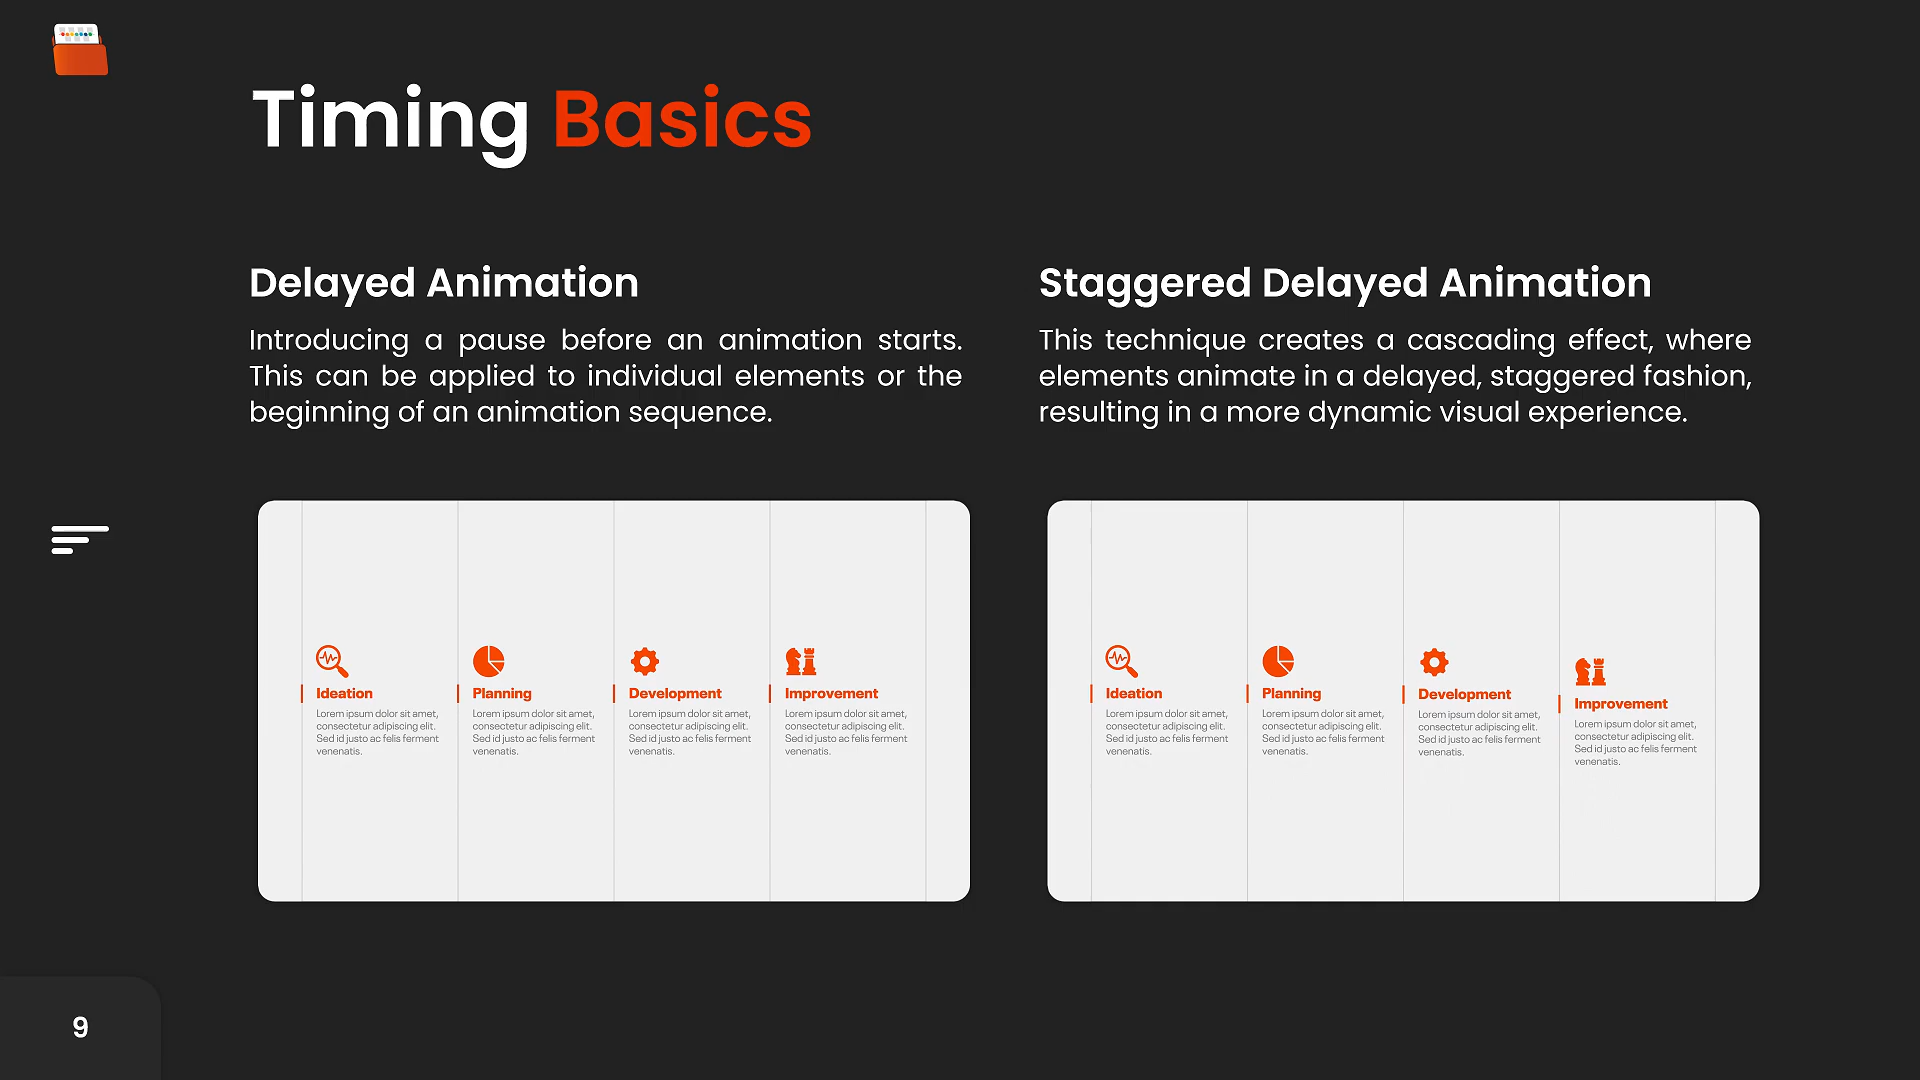 Timing Basics
Delayed Animation
Introducing a pause before an animation starts.
This can be applied to individual elements or the
beginning of an animation sequence.
Staggered Delayed Animation
This technique creates a cascading effect, where
elements animate in a delayed, staggered fashion,
resulting in a more dynamic visual experience.
Ideation
Lorem ipsum dolor sit amet,
consectetur adipiscing elit.
Sed id justo ac felis ferment
venenatis.
Planning
Lorem ipsum dolor sit amet,
consectetur adipiscing elit.
Sed id justo ac felis ferment
venenatis.
Development
Lorem ipsum dolor sit amet,
consectetur adipiscing elit.
Sed id justo ac felis ferment
venenatis.
Improvement
Lorem ipsum dolor sit amet,
consectetur adipiscing elit.
Sed id justo ac felis ferment
venenatis.
Ideation
Lorem ipsum dolor sit amet,
consectetur adipiscing elit.
Sed id justo ac felis ferment
venenatis.
Planning
Lorem ipsum dolor sit amet,
consectetur adipiscing elit.
Sed id justo ac felis ferment
venenatis.
Development
Lorem ipsum dolor sit amet,
consectetur adipiscing elit.
Sed id justo ac felis ferment
venenatis.
Improvement
Lorem ipsum dolor sit amet,
consectetur adipiscing elit.
Sed id justo ac felis ferment
venenatis.
9